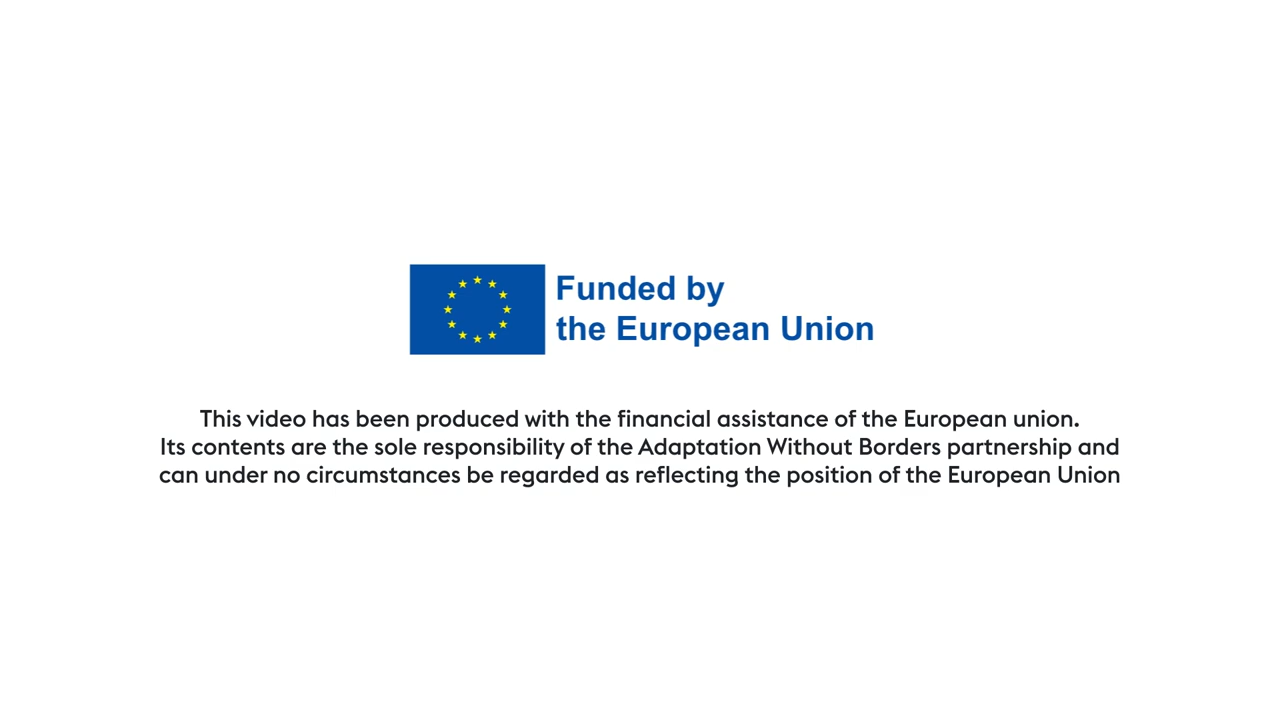 Funded by
the European Union
This video has been produced with the financial assistance of the European union.
Its contents are the sole responsibility of the Adaptation Without Borders partnership and
can under no circumstances be regarded as reflecting the position of the European Union